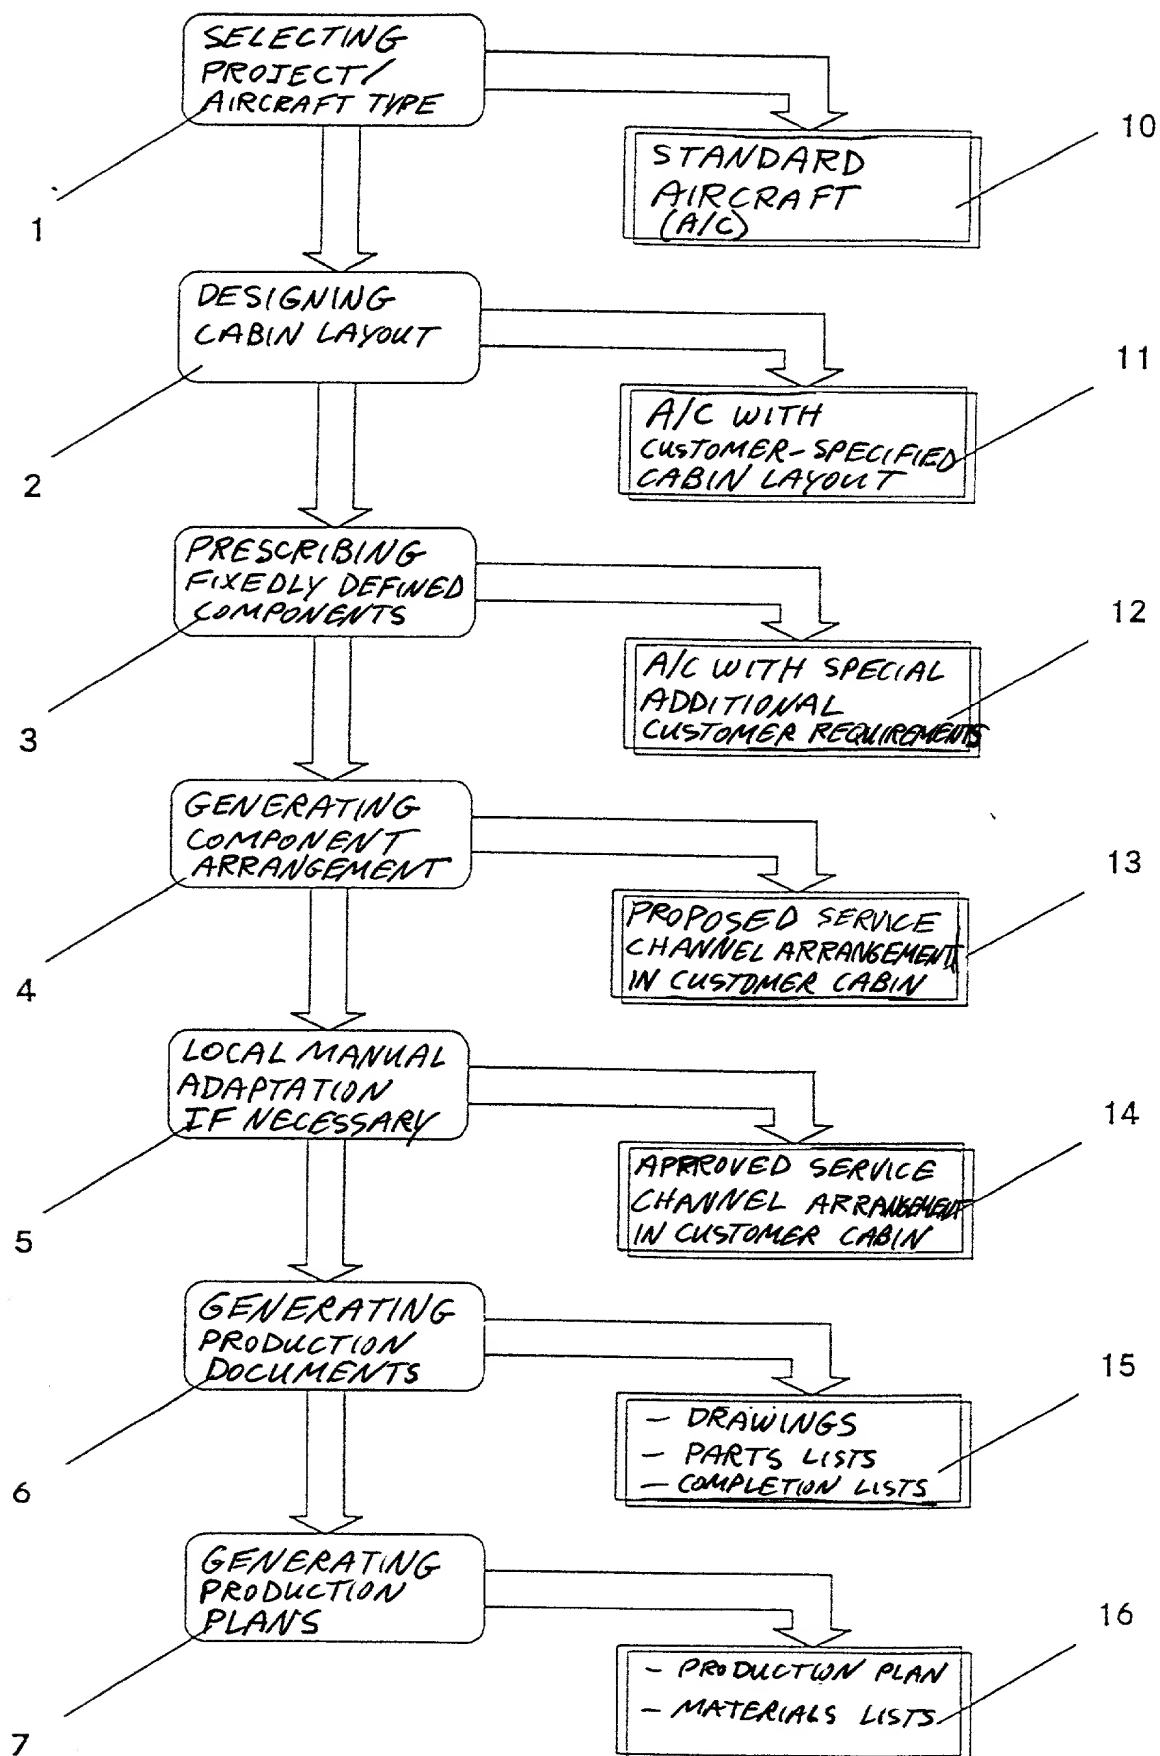 SELECTING
PROJECT/
AIRCRAFT TYPE
1
STANDARD
AIRCRAFT
(A/C)
10
DESIGNING
CABIN LAYOUT
2
A/C WITH
CUSTOMER-SPECIFIED
CABIN LAYOUT
11
PRESCRIBING
FIXEDLY DEFINED
COMPONENTS
3
A/C WITH SPECIAL
ADDITIONAL
CUSTOMER REQUIREMENTS
12
GENERATING
COMPONENT
ARRANGEMENT
4
PROPOSED SERVICE
CHANNEL ARRANGEMENT
IN CUSTOMER CABIN
13
LOCAL MANUAL
ADAPTATION
IF NECESSARY
5
APPROVED SERVICE
CHANNEL ARRANGEMENT
IN CUSTOMER CABIN
14
GENERATING
PRODUCTION
DOCUMENTS
6
- DRAWINGS
- PARTS LISTS
- COMPLETION LISTS
15
GENERATING
PRODUCTION
PLANS
7
- PRODUCTION PLAN
- MATERIALS LISTS
16